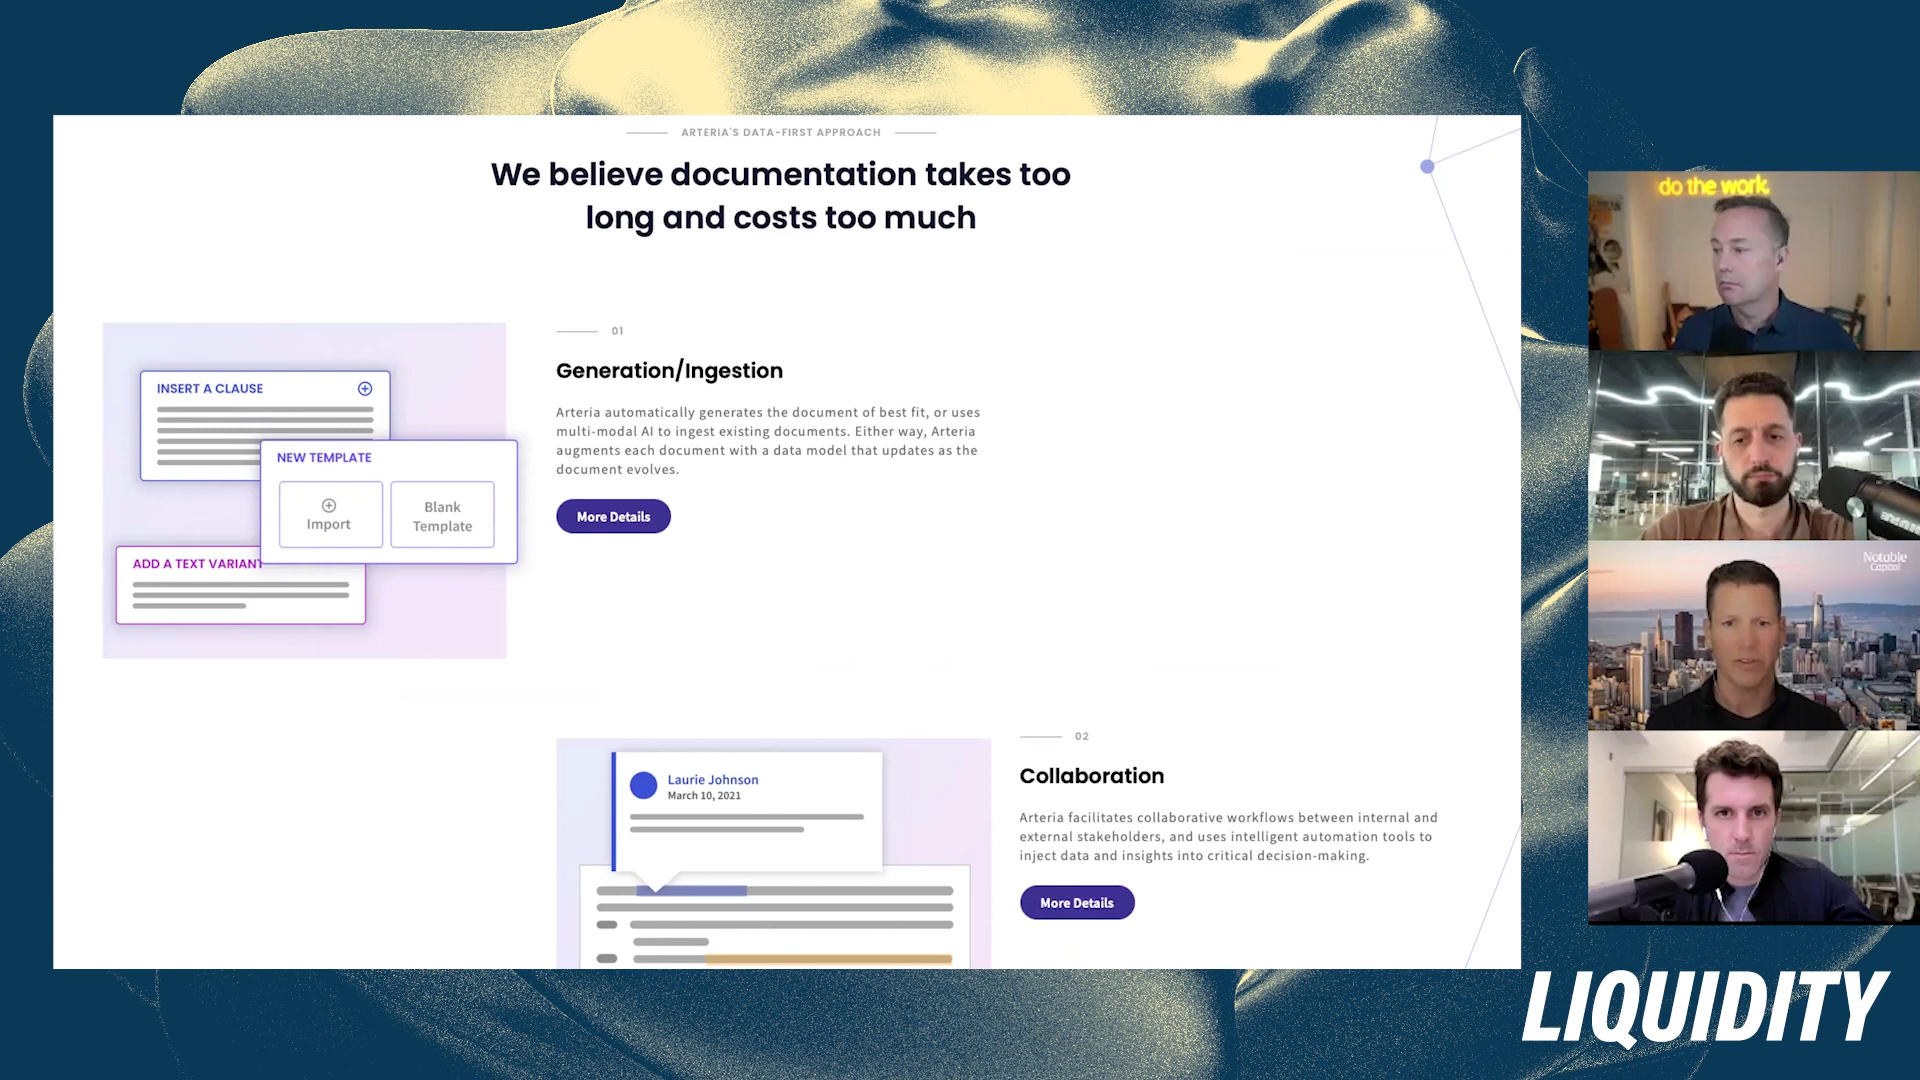 ARTERIA'S DATA-FIRST APPROACH
We believe documentation takes too
long and costs too much
INSERT A CLAUSE
NEW TEMPLATE
Import
Blank
Template
ADD A TEXT VARIANT
01
Generation/Ingestion
Arteria automatically generates the document of best fit, or uses
multi-modal AI to ingest existing documents. Either way, Arteria
augments each document with a data model that updates as the
document evolves.
More Details
Laurie Johnson
March 10, 2021
02
Collaboration
Arteria facilitates collaborative workflows between internal and
external stakeholders, and uses intelligent automation tools to
inject data and insights into critical decision-making.
More Details
do the work.
Notable
Capital
LIQUIDITY